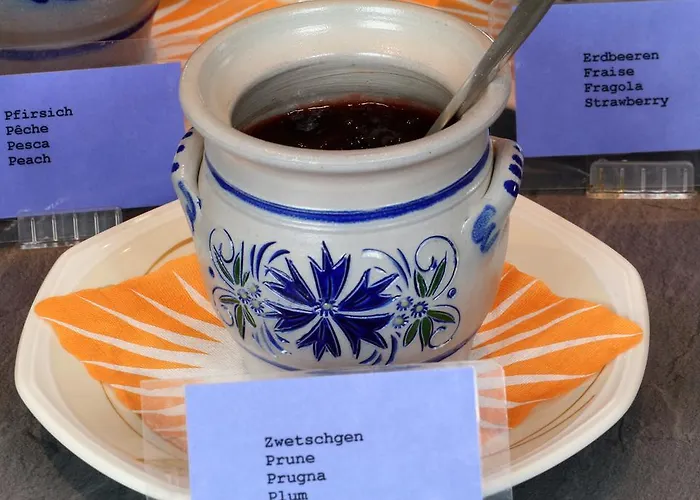 Pfirsich
Pêche
Pesca
Peach
Erdbeeren
Fraise
Fragola
Strawberry
Zwetschgen
Prune
Prugna
Plum